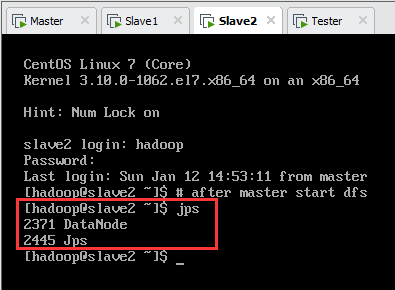 Master Slave1 Slave2 Tester
CentOS Linux 7 (Core)
Kernel 3.10.0-1062.el7.x86_64 on an x86_64
Hint: Num Lock on
slave2 login: hadoop
Password:
Last login: Sun Jan 12 14:53:11 from master
[hadoop@slave2 ~]$ # after master start dfs
[hadoop@slave2 ~]$ jps
2371 DataNode
2445 Jps
[hadoop@slave2 ~]$ _